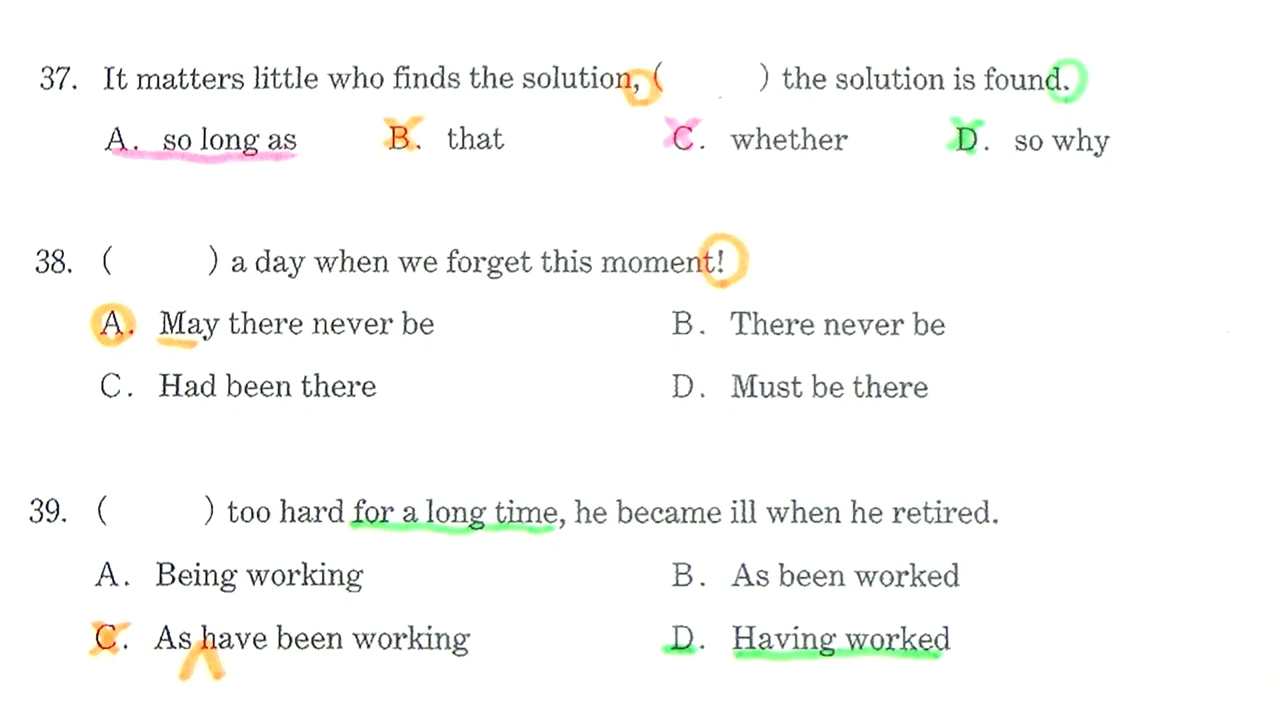 37. It matters little who finds the solution, (　　　) the solution is found.
A. so long as　B. that　C. whether　D. so why
38. (　　　) a day when we forget this moment!
A. May there never be　B. There never be
C. Had been there　D. Must be there
39. (　　　) too hard for a long time, he became ill when he retired.
A. Being working　B. As been worked
C. As have been working　D. Having worked